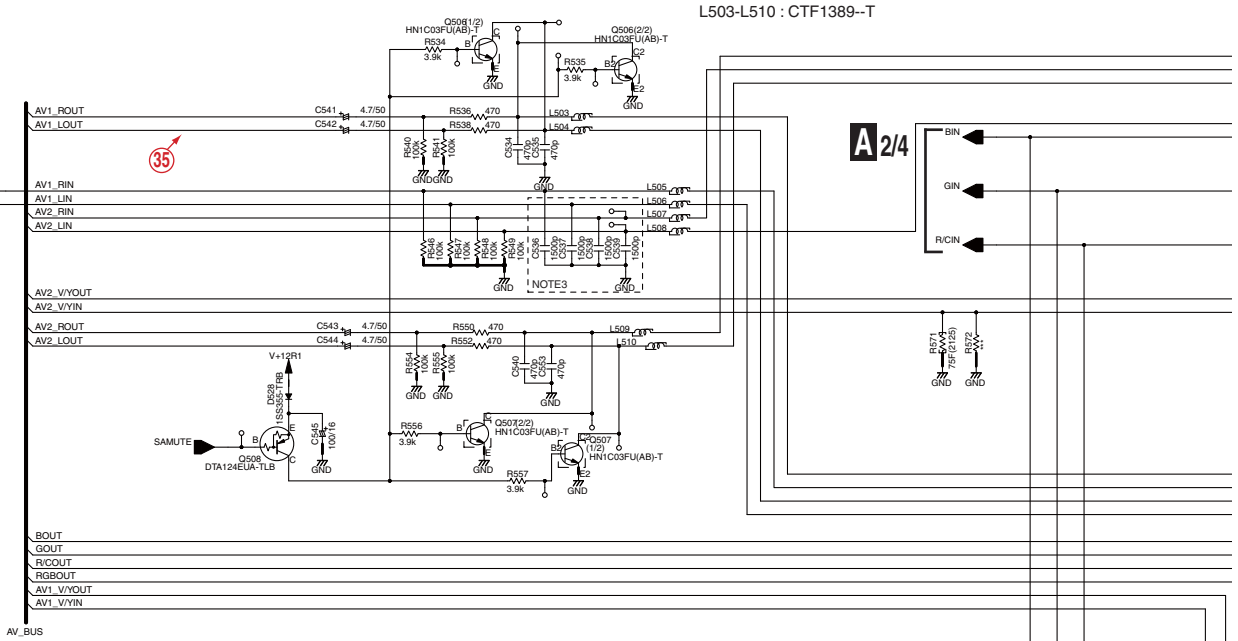 L503-L510 : CTF1389--T
Q506(1/2)
HN1C03FU(AB)-T
R534
3.9k
B
C
E
GND
Q506(2/2)
HN1C03FU(AB)-T
R535
3.9k
B2
C2
E2
GND
AV1_ROUT
AV1_LOUT
C541
4.7/50
C542
4.7/50
R536
470
R538
470
L503
L504
R540
100k
R541
100k
C534
470p
C535
470p
GND
GND
GND
35
A 2/4
BIN
GIN
R/CIN
AV1_RIN
AV1_LIN
AV2_RIN
AV2_LIN
L505
L506
L507
L508
R546
100k
R547
100k
R548
100k
R549
100k
C536
1500p
C537
1500p
C538
1500p
C539
1500p
GND
NOTE3
GND
AV2_V/YOUT
AV2_V/YIN
AV2_ROUT
AV2_LOUT
C543
4.7/50
C544
4.7/50
R550
470
R552
470
L509
L510
R554
100k
R555
100k
C540
470p
C553
470p
GND
GND
GND
R571
75F(2125)
R572
GND
GND
V+12R1
D528
1SS355-TRB
E
B
C
C545
100/16
GND
SAMUTE
Q508
DTA124EUA-TLB
R556
3.9k
B
C
E
Q507(2/2)
HN1C03FU(AB)-T
GND
R557
3.9k
B2
C2
E2
Q507
(1/2)
HN1C03FU(AB)-T
GND
BOUT
GOUT
R/COUT
RGBOUT
AV1_V/YOUT
AV1_V/YIN
AV_BUS